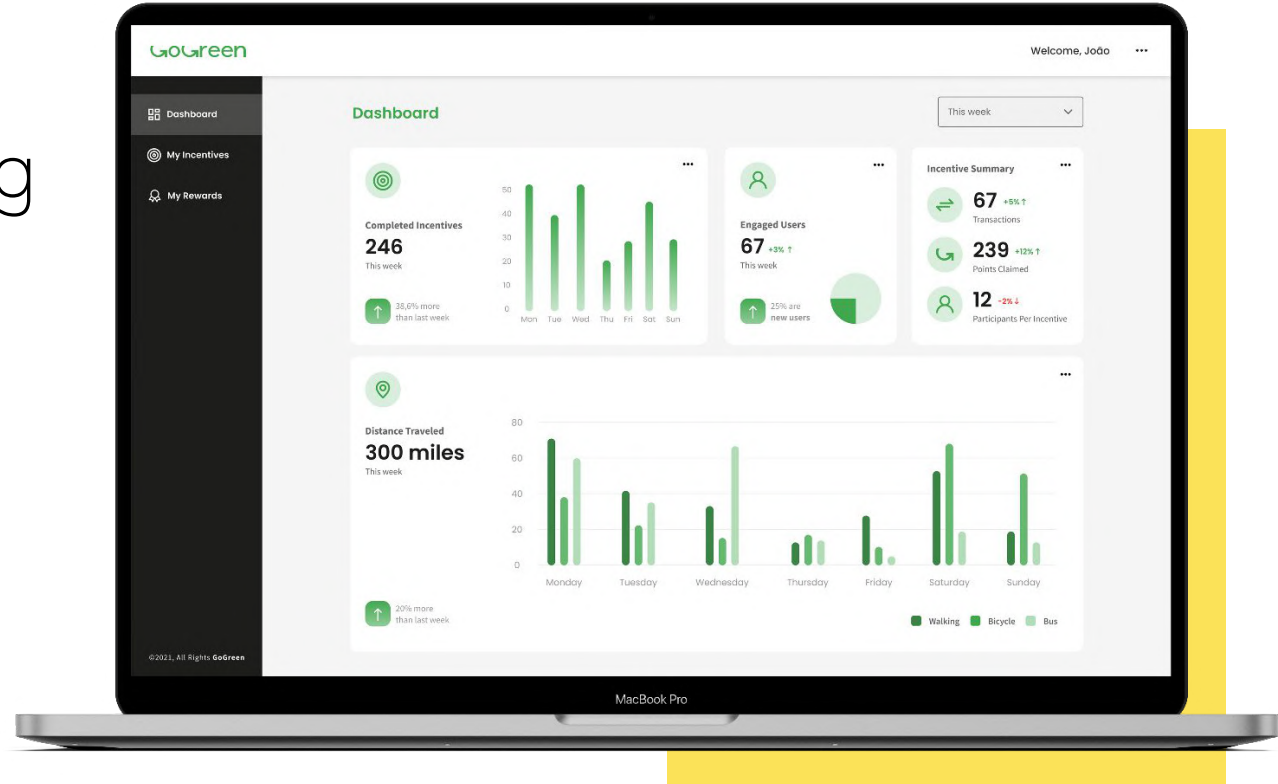 g
GoGreen
Welcome, João
Dashboard
My Incentives
My Rewards
©2021, All Rights GoGreen
Dashboard
This week
Completed Incentives
246
This week
38,6% more
than last week
50
40
30
20
10
0
Mon Tue Wed Thu Fri Sat Sun
Engaged Users
67 +3% ↑
This week
25% are
new users
Incentive Summary
67 +5% ↑
Transactions
239 +12% ↑
Points Claimed
12 -2% ↓
Participants Per Incentive
Distance Traveled
300 miles
This week
20% more
than last week
80
60
40
20
0
Monday Tuesday Wednesday Thursday Friday Saturday Sunday
Walking Bicycle Bus
MacBook Pro